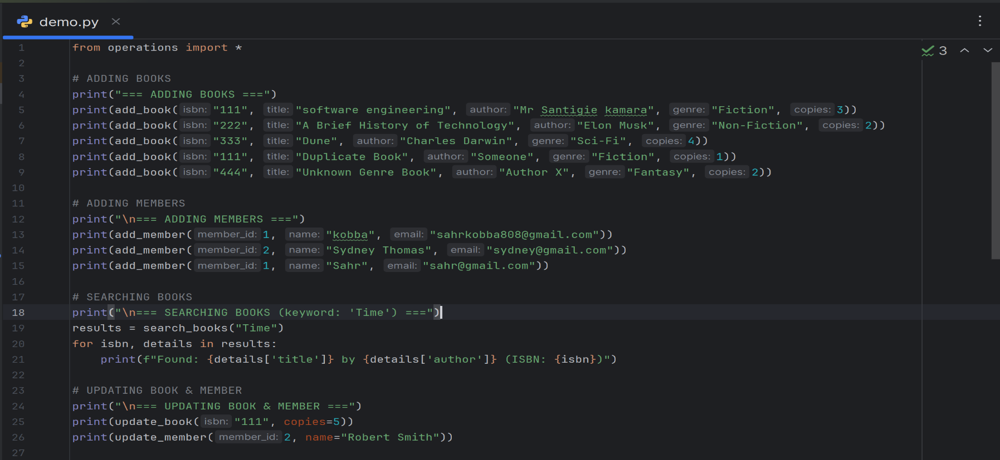 demo.py
3
1 from operations import *
2
3 # ADDING BOOKS
4 print("=== ADDING BOOKS ===")
5 print(add_book( isbn: "111", title: "software engineering", author: "Mr Santigie kamara", genre: "Fiction", copies: 3))
6 print(add_book( isbn: "222", title: "A Brief History of Technology", author: "Elon Musk", genre: "Non-Fiction", copies: 2))
7 print(add_book( isbn: "333", title: "Dune", author: "Charles Darwin", genre: "Sci-Fi", copies: 4))
8 print(add_book( isbn: "111", title: "Duplicate Book", author: "Someone", genre: "Fiction", copies: 1))
9 print(add_book( isbn: "444", title: "Unknown Genre Book", author: "Author X", genre: "Fantasy", copies: 2))
10
11 # ADDING MEMBERS
12 print("\n=== ADDING MEMBERS ===")
13 print(add_member( member_id: 1, name: "kobba", email: "sahrkobba808@gmail.com"))
14 print(add_member( member_id: 2, name: "Sydney Thomas", email: "sydney@gmail.com"))
15 print(add_member( member_id: 1, name: "Sahr", email: "sahr@gmail.com"))
16
17 # SEARCHING BOOKS
18 print("\n=== SEARCHING BOOKS (keyword: 'Time') ===")
19 results = search_books("Time")
20 for isbn, details in results:
21     print(f"Found: {details['title']} by {details['author']} (ISBN: {isbn})")
22
23 # UPDATING BOOK & MEMBER
24 print("\n=== UPDATING BOOK & MEMBER ===")
25 print(update_book( isbn: "111", copies=5))
26 print(update_member( member_id: 2, name="Robert Smith"))
27